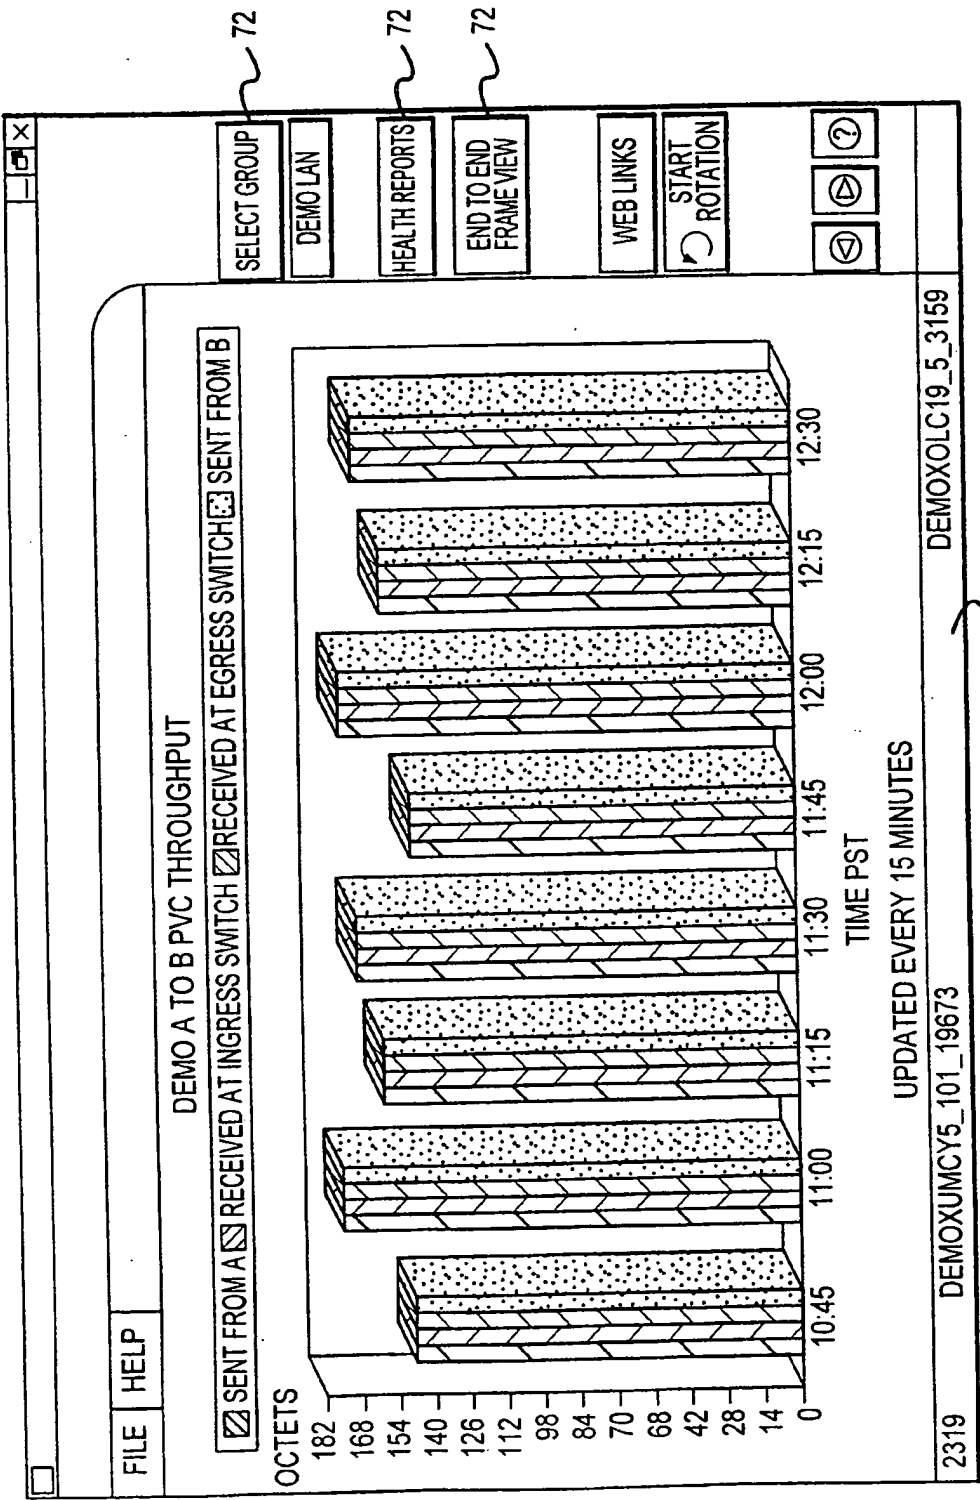 FILE HELP
DEMO A TO B PVC THROUGHPUT
SENT FROM A RECEIVED AT INGRESS SWITCH RECEIVED AT EGRESS SWITCH SENT FROM B
OCTETS
182
168
154
140
126
112
98
84
70
68
42
28
14
0
10:45 11:00 11:15 11:30 11:45 12:00 12:15 12:30
TIME PST
UPDATED EVERY 15 MINUTES
2319 DEMOXUMCY5_101_19673 DEMOXOLC19_5_3159
SELECT GROUP
DEMO LAN
HEALTH REPORTS
END TO END
FRAME VIEW
WEB LINKS
START
ROTATION
?
72
72
72